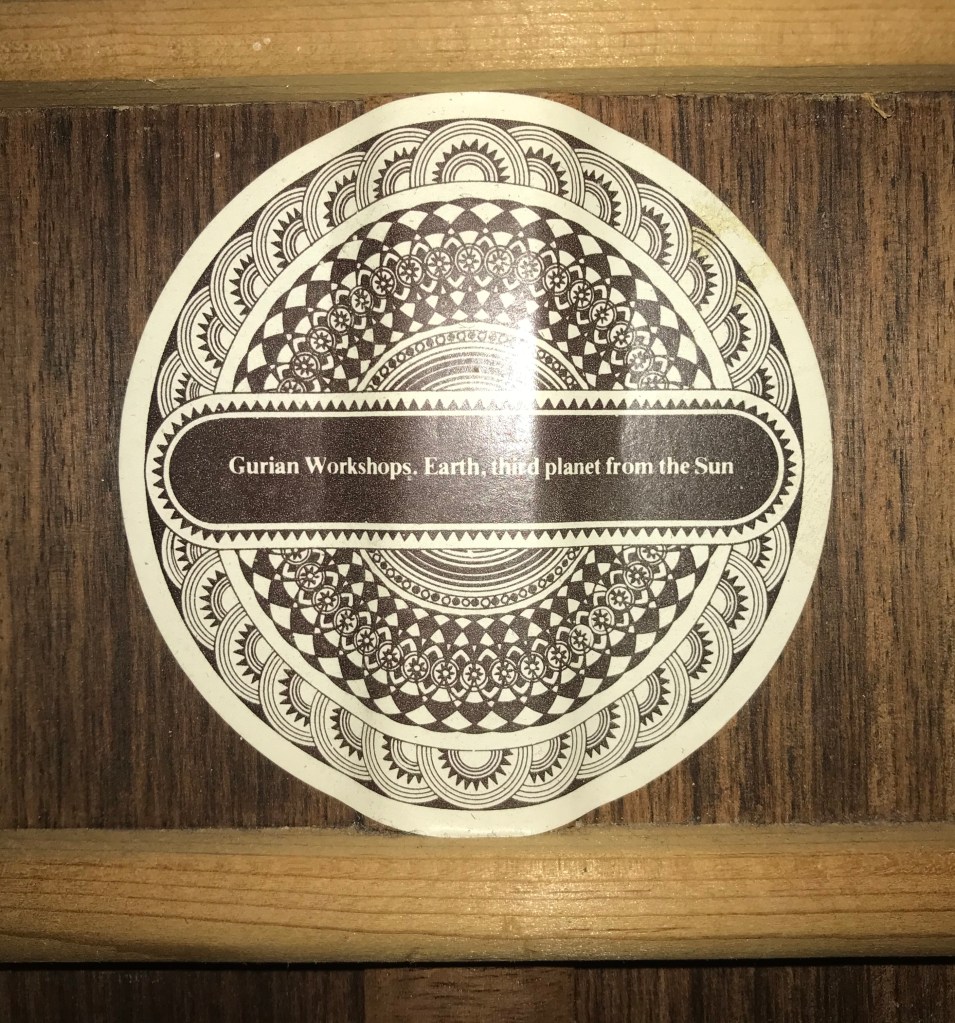 Gurian Workshops. Earth, third planet from the Sun